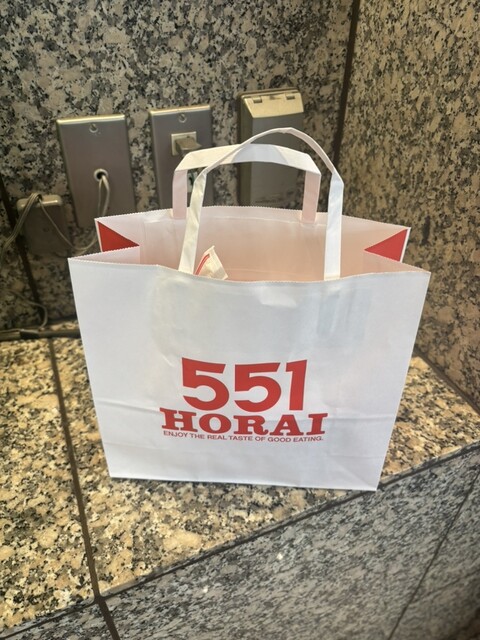 551
HORAI
ENJOY THE REAL TASTE OF GOOD EATING.